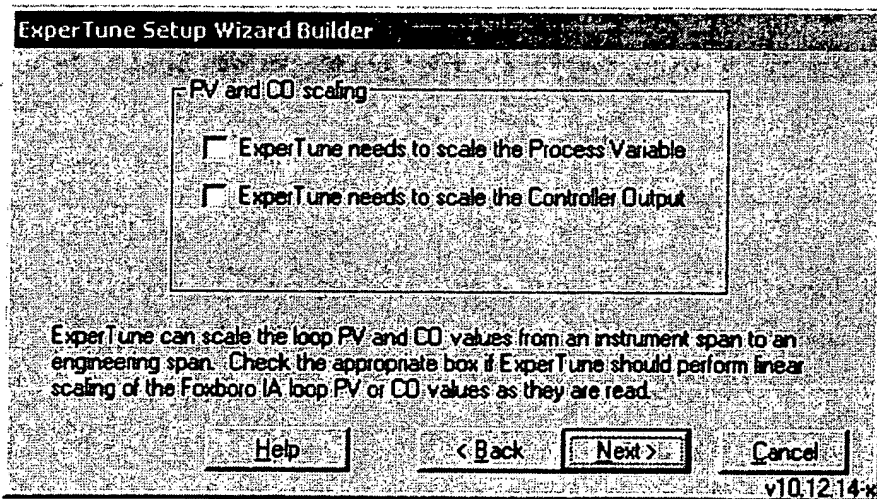 ExperTune Setup Wizard Builder
PV and CO scaling
ExperTune needs to scale the Process Variable
ExperTune needs to scale the Controller Output
ExperTune can scale the loop PV and CO values from an instrument span to an
engineering span. Check the appropriate box if ExperTune should perform linear
scaling of the Foxboro IA loop PV or CO values as they are read.
Help
< Back
Next >
Cancel
v10.12.14-x